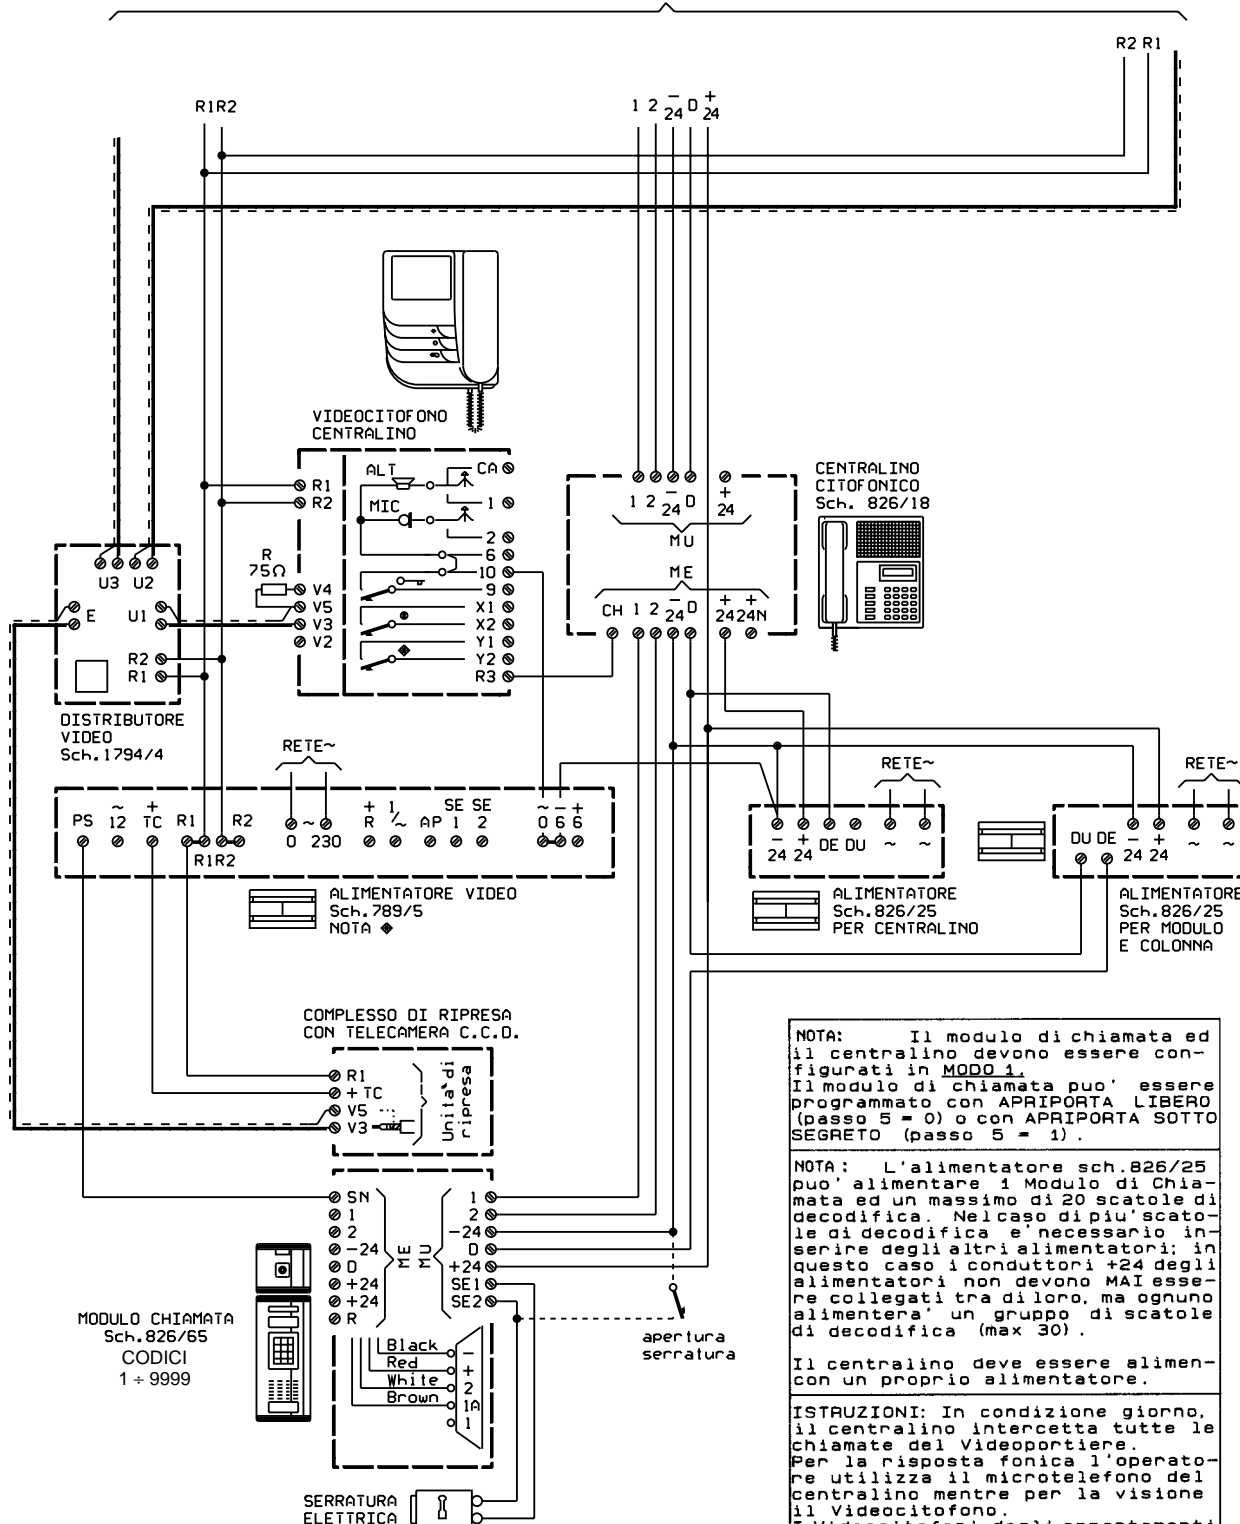 R2 R1
R1R2
1 2 − 24 D + 24
VIDEOCITOFONO
CENTRALINO
ALT
MIC
R1
R2
V4
V5
V3
V2
CA
1
2
6
10
9
X1
X2
Y1
Y2
R3
R
75Ω
U3 U2
E
U1
R2
R1
DISTRIBUTORE
VIDEO
Sch.1794/4
1 2 − 24 D + 24
MU
ME
CH 1 2 − 24 D + 24 + 24N
CENTRALINO
CITOFONICO
Sch. 826/18
RETE~
PS ~ 12 + TC R1 R2 0 ~ 230 + R 1 /~ AP SE 1 SE 2 ~ 0 − 6 + 6
R1R2
ALIMENTATORE VIDEO
Sch.789/5
NOTA ◈
RETE~
− 24 + 24 DE DU ~ ~
ALIMENTATORE
Sch.826/25
PER CENTRALINO
RETE~
DU DE − 24 + 24 ~ ~
ALIMENTATORE
Sch.826/25
PER MODULO
E COLONNA
COMPLESSO DI RIPRESA
CON TELECAMERA C.C.D.
R1
+TC
V5
V3
Unita' di
ripresa
SN
1
2
−24
D
+24
+24
R
ME
MU
1
2
−24
D
+24
SE1
SE2
MODULO CHIAMATA
Sch.826/65
CODICI
1 ÷ 9999
Black −
Red +
White 2
Brown 1A
1
apertura
serratura
SERRATURA
ELETTRICA
NOTA: Il modulo di chiamata ed
il centralino devono essere con-
figurati in MODO 1.
Il modulo di chiamata puo' essere
programmato con APRIPORTA LIBERO
(passo 5 = 0) o con APRIPORTA SOTTO
SEGRETO (passo 5 = 1).
NOTA: L'alimentatore sch.826/25
puo' alimentare 1 Modulo di Chia-
mata ed un massimo di 20 scatole di
decodifica. Nel caso di piu' scato-
le di decodifica e' necessario in-
serire degli altri alimentatori; in
questo caso i conduttori +24 degli
alimentatori non devono MAI esse-
re collegati tra di loro, ma ognuno
alimentera' un gruppo di scatole
di decodifica (max 30).
Il centralino deve essere alimen-
con un proprio alimentatore.
ISTRUZIONI: In condizione giorno,
il centralino intercetta tutte le
chiamate del Videoportiere.
Per la risposta fonica l'operato-
re utilizza il microtelefono del
centralino mentre per la visione
il Videocitofono.